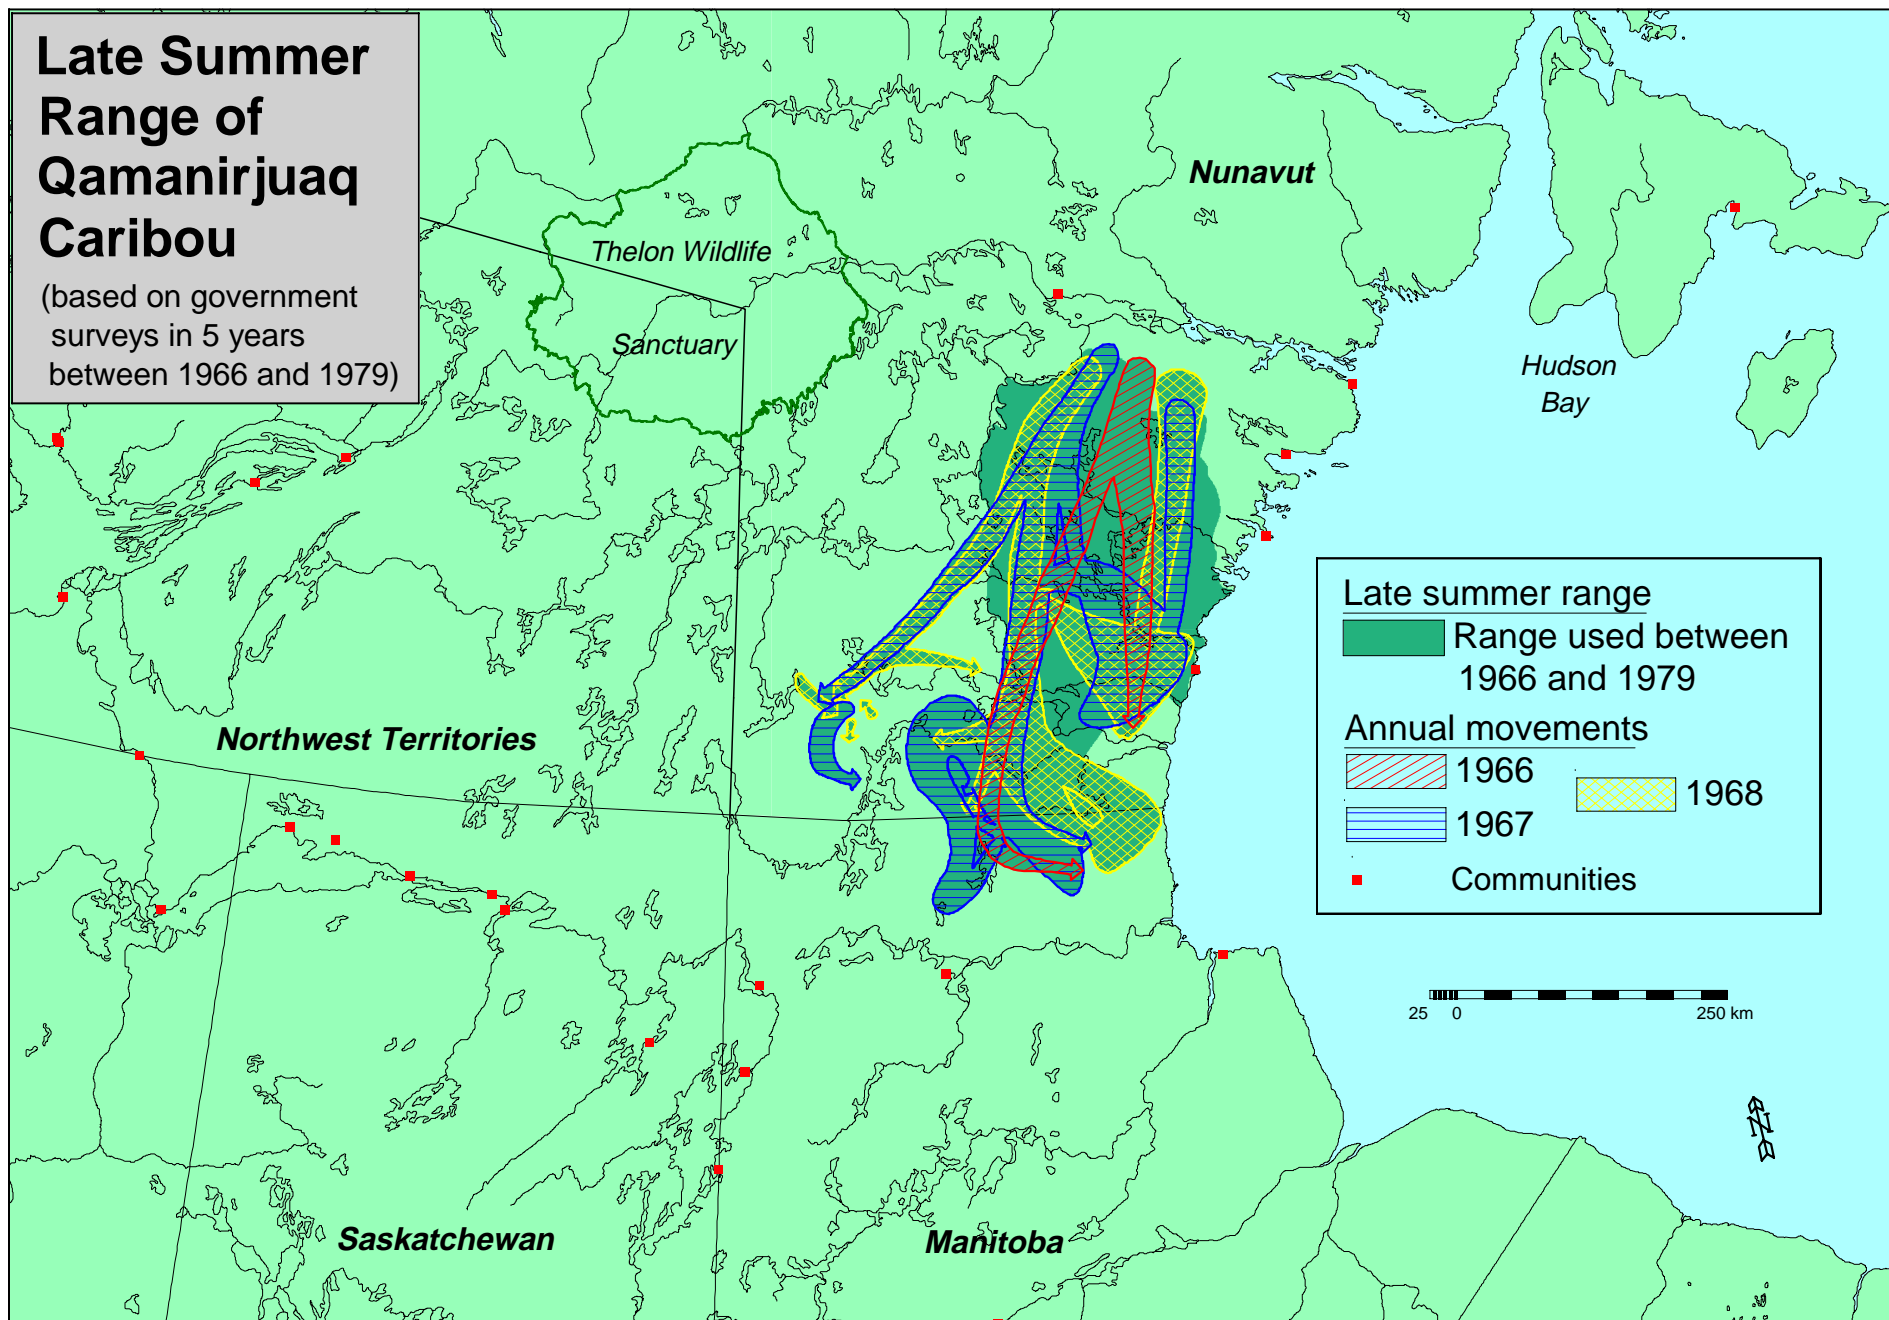 Late Summer
Range of
Qamanirjuaq
Caribou
(based on government
surveys in 5 years
between 1966 and 1979)
Nunavut
Thelon Wildlife
Sanctuary
Hudson
Bay
Northwest Territories
Saskatchewan
Manitoba
Late summer range
Range used between
1966 and 1979
Annual movements
1966
1968
1967
Communities
25 0 250 km
N